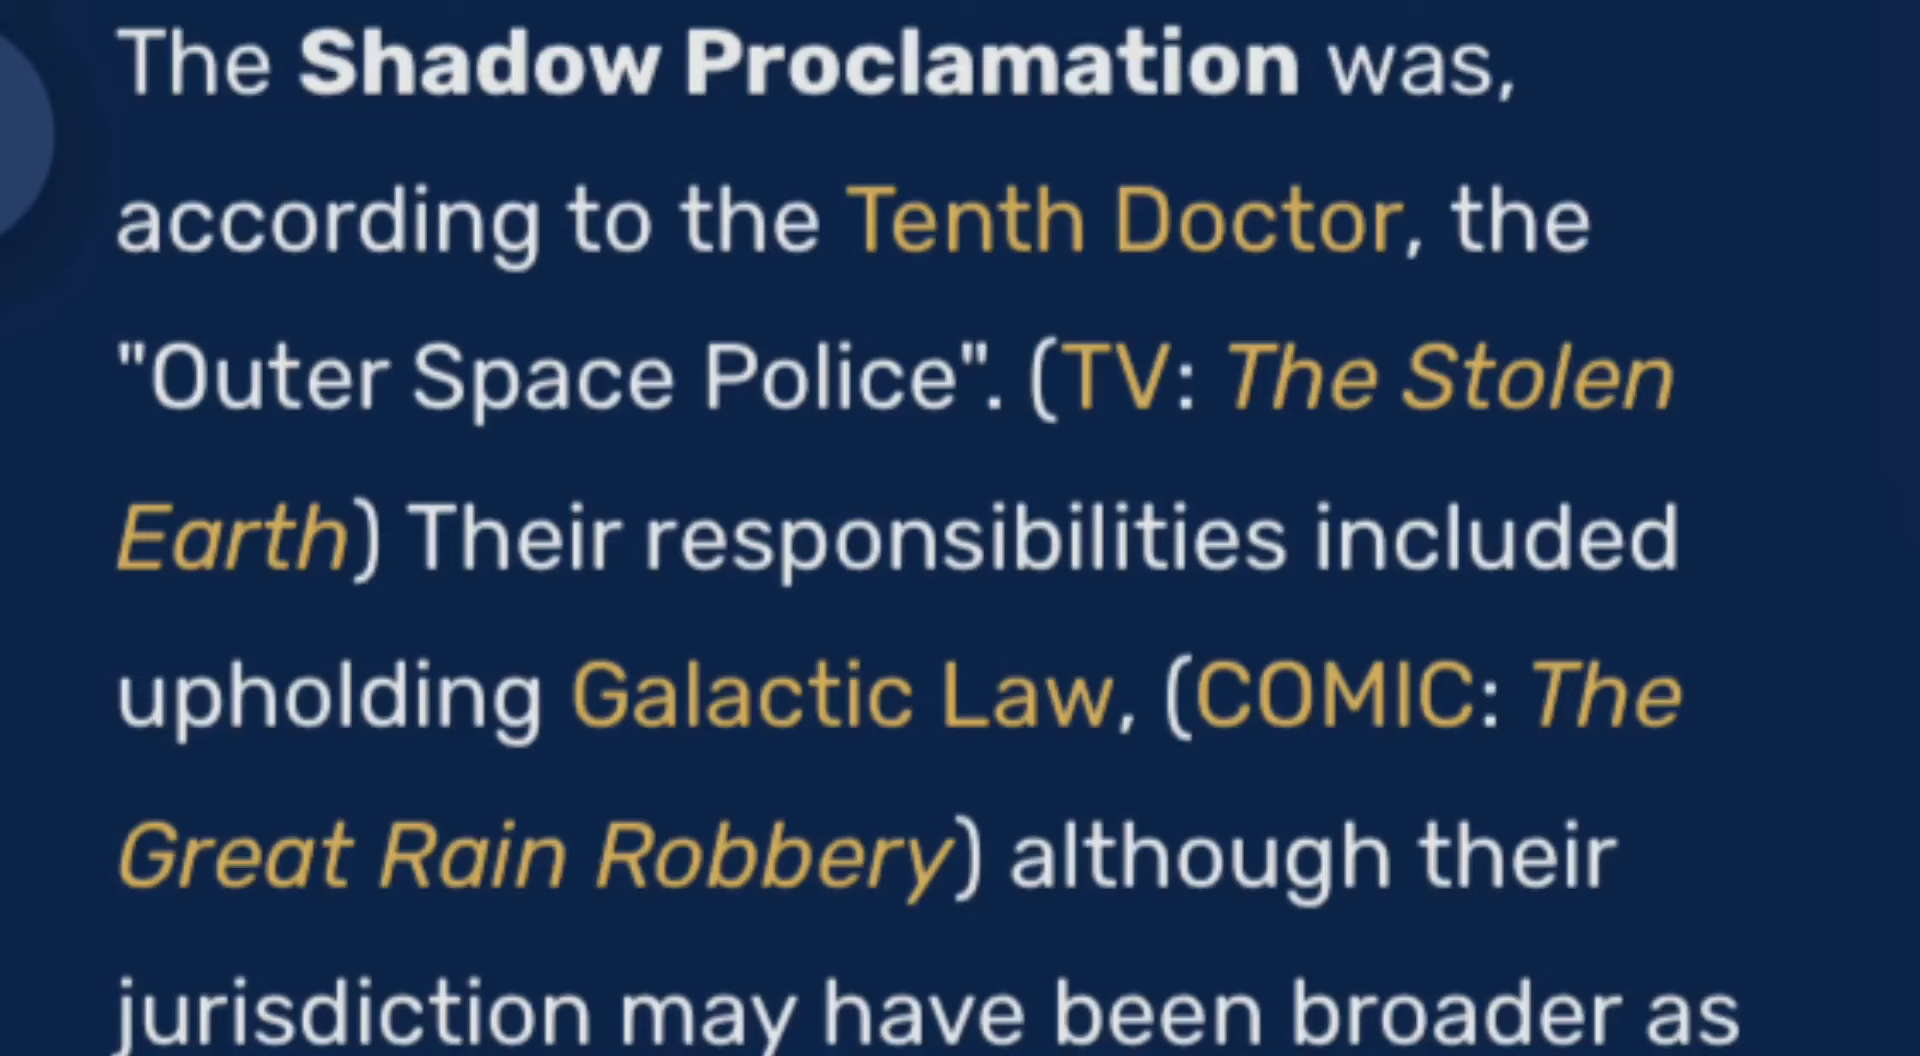 The Shadow Proclamation was,
according to the Tenth Doctor, the
"Outer Space Police". (TV: The Stolen
Earth) Their responsibilities included
upholding Galactic Law, (COMIC: The
Great Rain Robbery) although their
jurisdiction may have been broader as